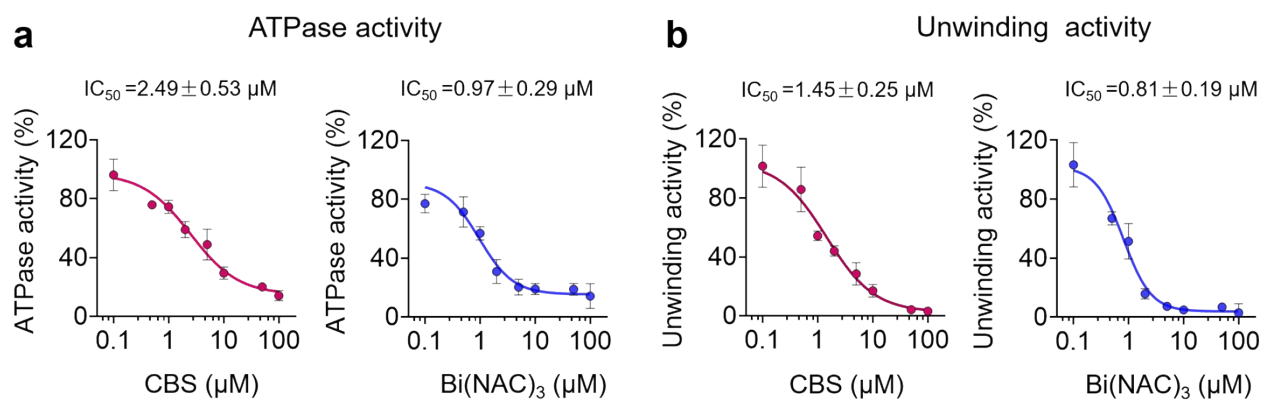 a ATPase activity
IC50 =2.49±0.53 μM
ATPase activity (%)
120
80
40
0
0.1 1 10 100
CBS (μM)
IC50 =0.97±0.29 μM
ATPase activity (%)
120
80
40
0
0.1 1 10 100
Bi(NAC)3 (μM)
b Unwinding activity
IC50 =1.45±0.25 μM
Unwinding activity (%)
120
80
40
0
0.1 1 10 100
CBS (μM)
IC50 =0.81±0.19 μM
Unwinding activity (%)
120
80
40
0
0.1 1 10 100
Bi(NAC)3 (μM)